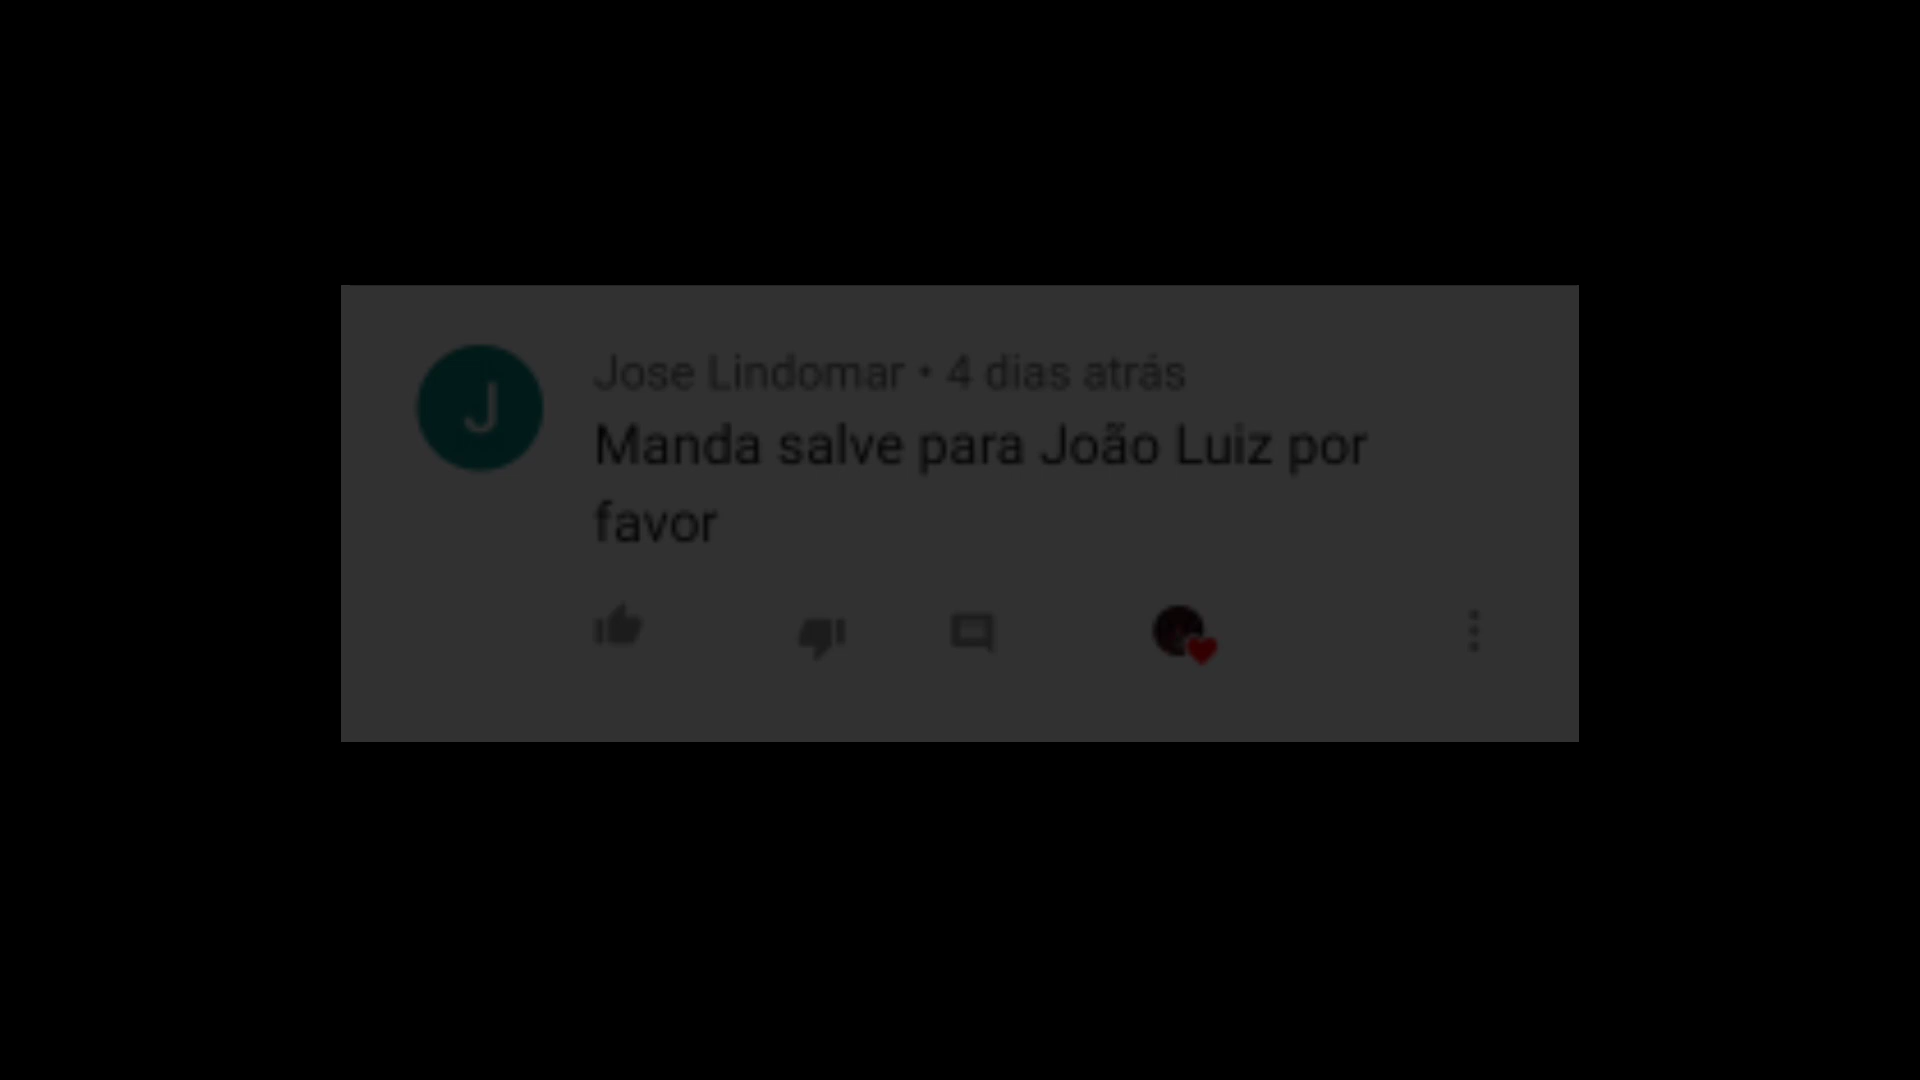 J
Jose Lindomar • 4 dias atrás
Manda salve para João Luiz por
favor